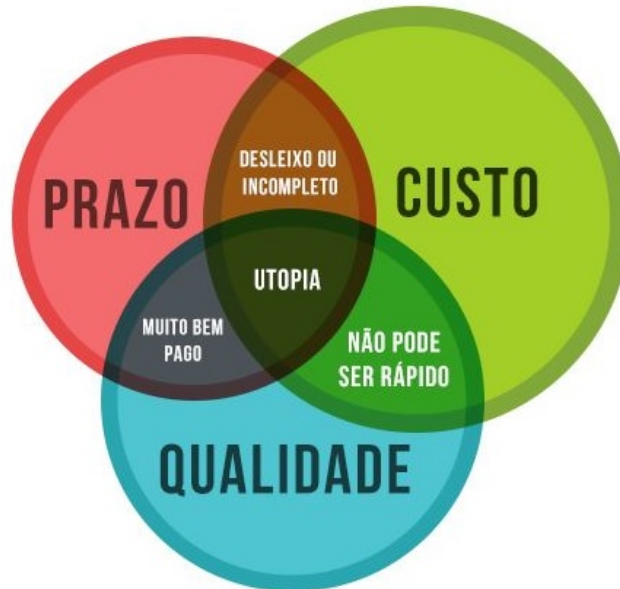 DESLEIXO OU
INCOMPLETO
PRAZO
CUSTO
UTOPIA
MUITO BEM
PAGO
NÃO PODE
SER RÁPIDO
QUALIDADE